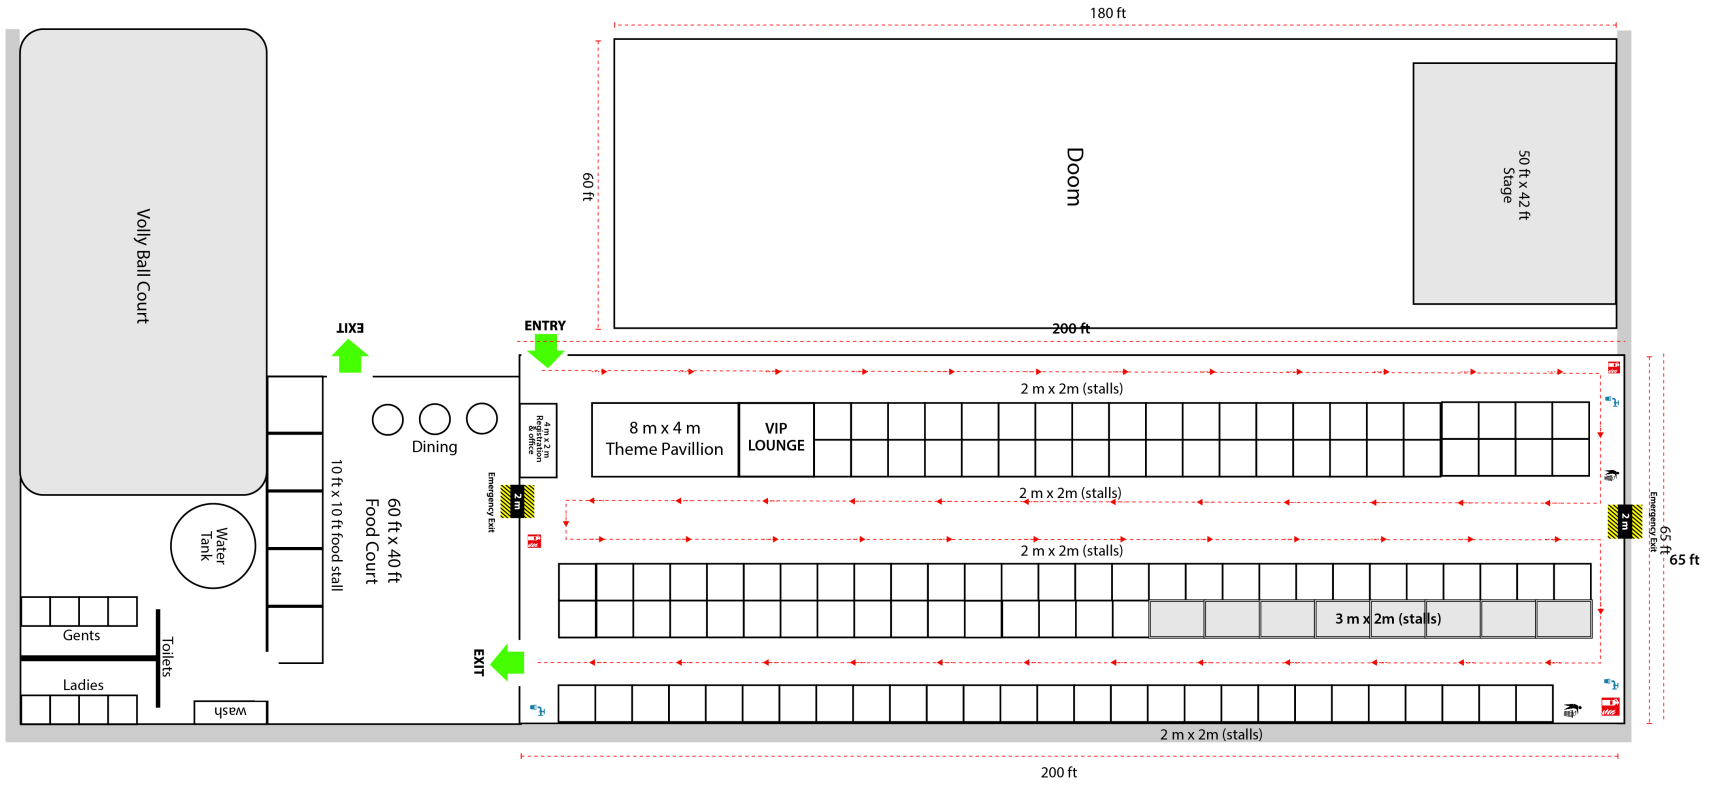 180 ft
60 ft
Doom
50 ft x 42 ft
Stage
Volly Ball Court
EXIT
ENTRY
200 ft
2 m x 2m (stalls)
8 m x 4 m
Theme Pavillion
VIP
LOUNGE
4 m x 2 m
Registration
& office
Dining
10 ft x 10 ft food stall
60 ft x 40 ft
Food Court
Emergency Exit
2 m
2 m x 2m (stalls)
2 m x 2m (stalls)
2 m
Emergency Exit
65 ft
65 ft
Water
Tank
3 m x 2m (stalls)
Gents
Toilets
Ladies
wash
EXIT
2 m x 2m (stalls)
200 ft